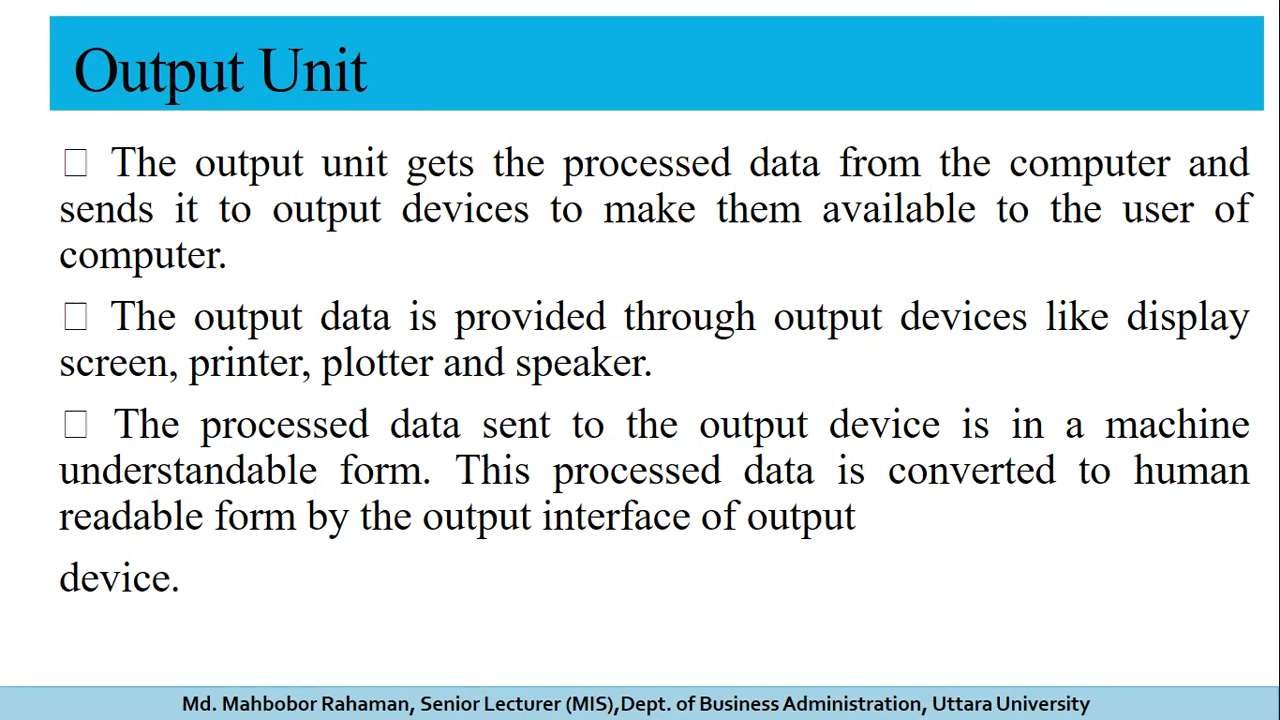 Output Unit
□ The output unit gets the processed data from the computer and
sends it to output devices to make them available to the user of
computer.
□ The output data is provided through output devices like display
screen, printer, plotter and speaker.
□ The processed data sent to the output device is in a machine
understandable form. This processed data is converted to human
readable form by the output interface of output
device.
Md. Mahbobor Rahaman, Senior Lecturer (MIS),Dept. of Business Administration, Uttara University